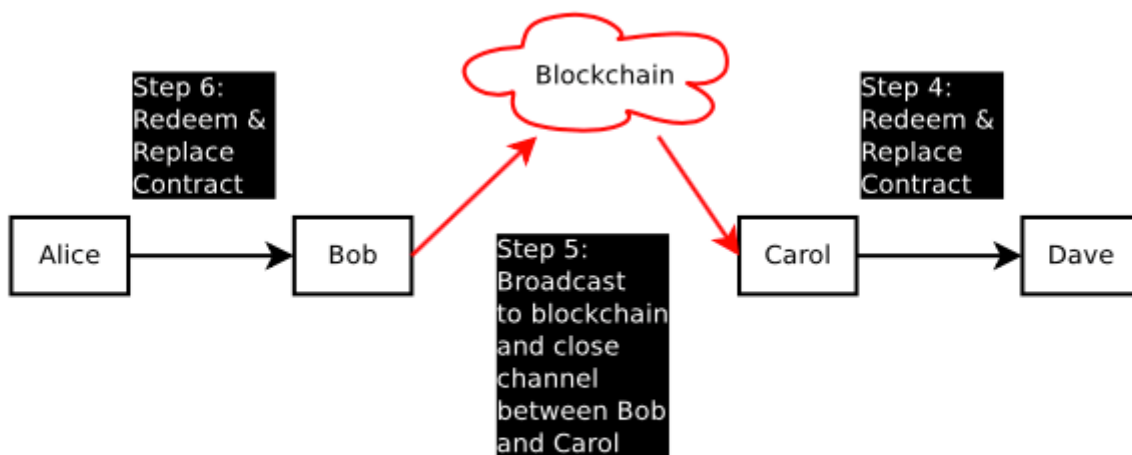 Blockchain
Step 6:
Redeem &
Replace
Contract
Step 4:
Redeem &
Replace
Contract
Alice
Bob
Step 5:
Broadcast
to blockchain
and close
channel
between Bob
and Carol
Carol
Dave